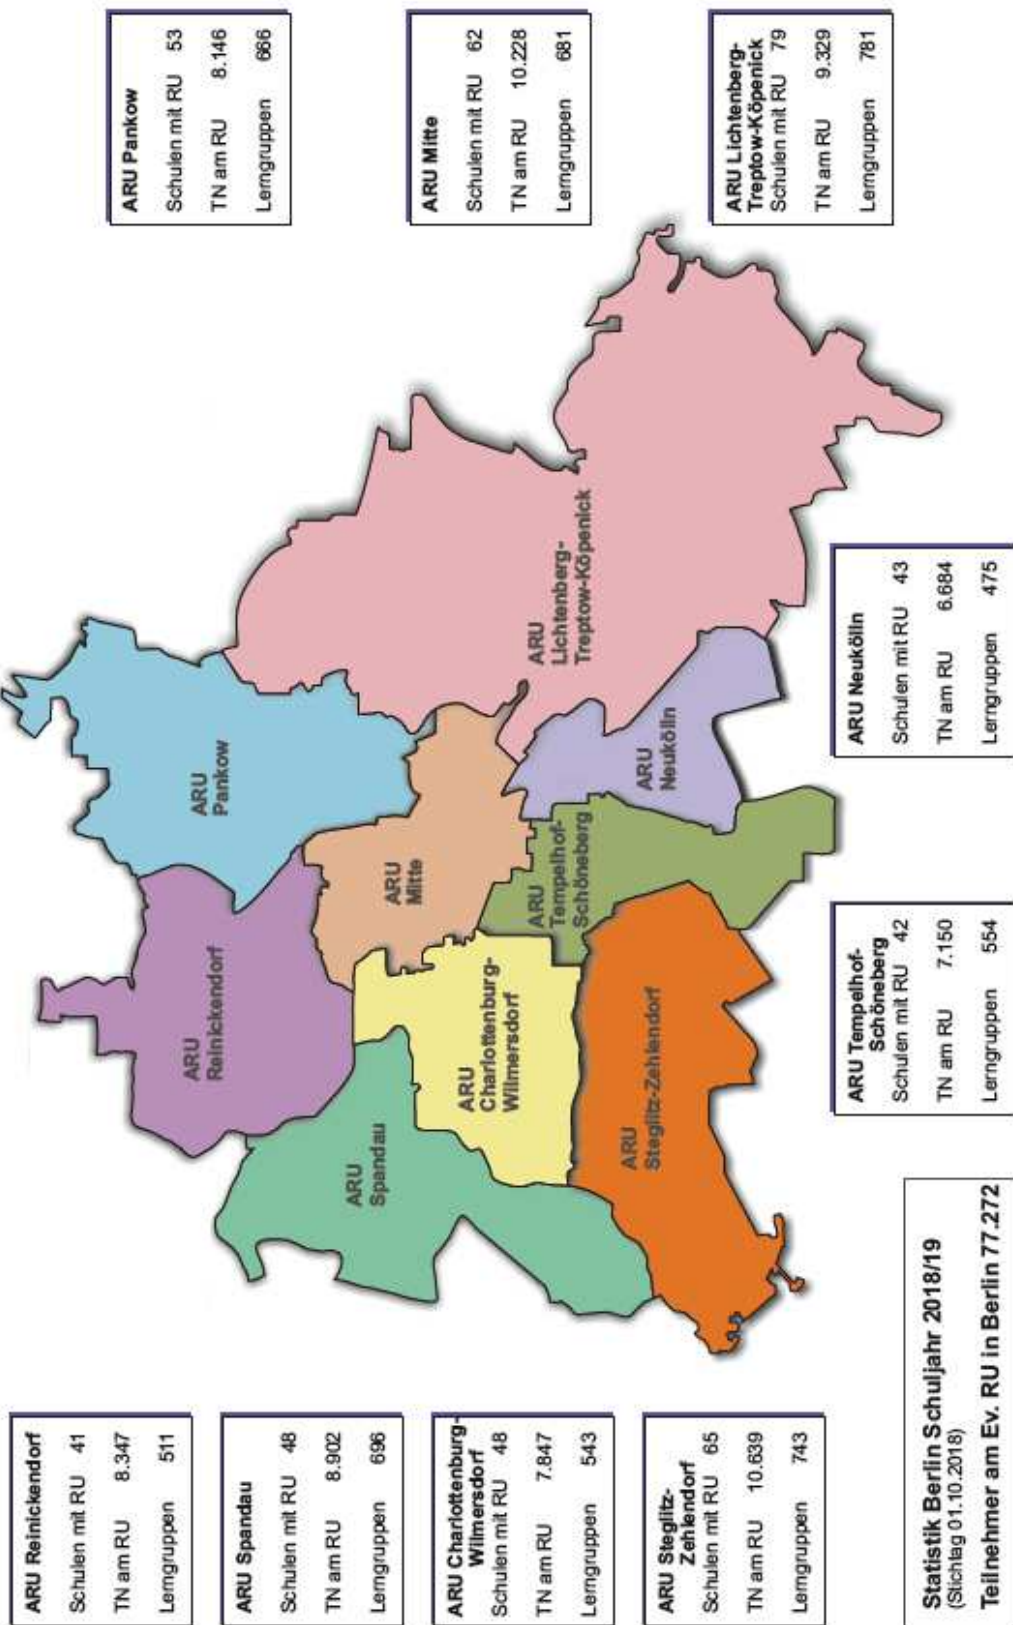 ARU Reinickendorf
Schulen mit RU 41
TN am RU 8.347
Lerngruppen 511
ARU Spandau
Schulen mit RU 48
TN am RU 8.902
Lerngruppen 696
ARU Charlottenburg-
Wilmersdorf
Schulen mit RU 48
TN am RU 7.847
Lerngruppen 543
ARU Steglitz-
Zehlendorf
Schulen mit RU 65
TN am RU 10.639
Lerngruppen 743
Statistik Berlin Schuljahr 2018/19
(Stichtag 01.10.2018)
Teilnehmer am Ev. RU in Berlin 77.272
ARU
Reinickendorf
ARU
Pankow
ARU
Spandau
ARU
Mitte
ARU
Charlottenburg-
Wilmersdorf
ARU
Tempelhof-
Schöneberg
ARU
Lichtenberg-
Treptow-Köpenick
ARU
Steglitz-Zehlendorf
ARU
Neukölln
ARU Tempelhof-
Schöneberg
Schulen mit RU 42
TN am RU 7.150
Lerngruppen 554
ARU Neukölln
Schulen mit RU 43
TN am RU 6.684
Lerngruppen 475
ARU Pankow
Schulen mit RU 53
TN am RU 8.146
Lerngruppen 666
ARU Mitte
Schulen mit RU 62
TN am RU 10.228
Lerngruppen 681
ARU Lichtenberg-
Treptow-Köpenick
Schulen mit RU 79
TN am RU 9.329
Lerngruppen 781